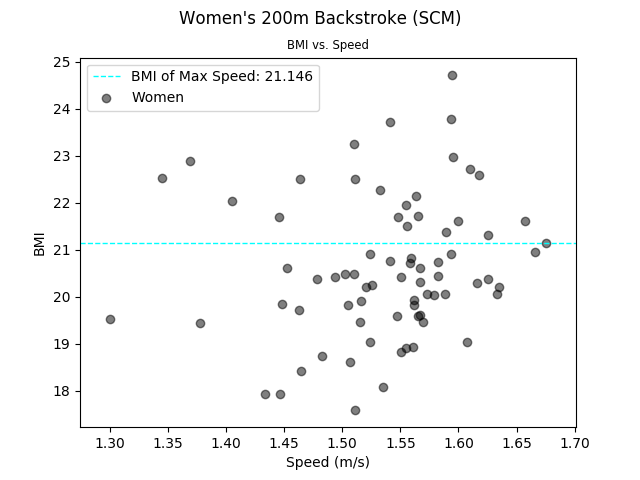 Women's 200m Backstroke (SCM)
BMI vs. Speed
BMI of Max Speed: 21.146
Women
25
24
23
22
21
20
19
18
BMI
1.30 1.35 1.40 1.45 1.50 1.55 1.60 1.65 1.70
Speed (m/s)